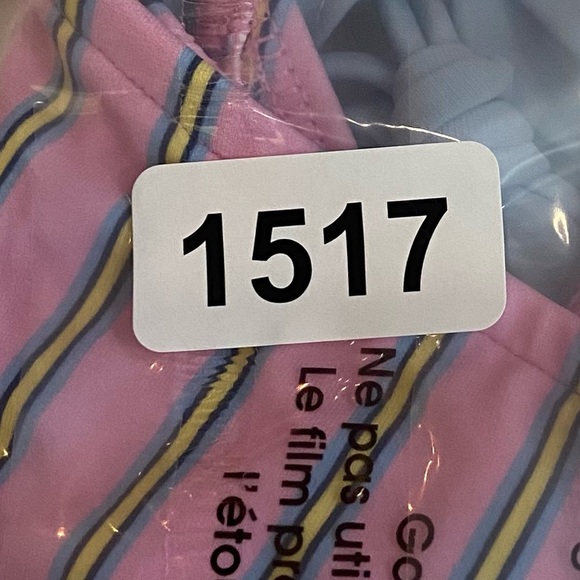 1517
Ne pas uti
Le film pro
l'éto
Go